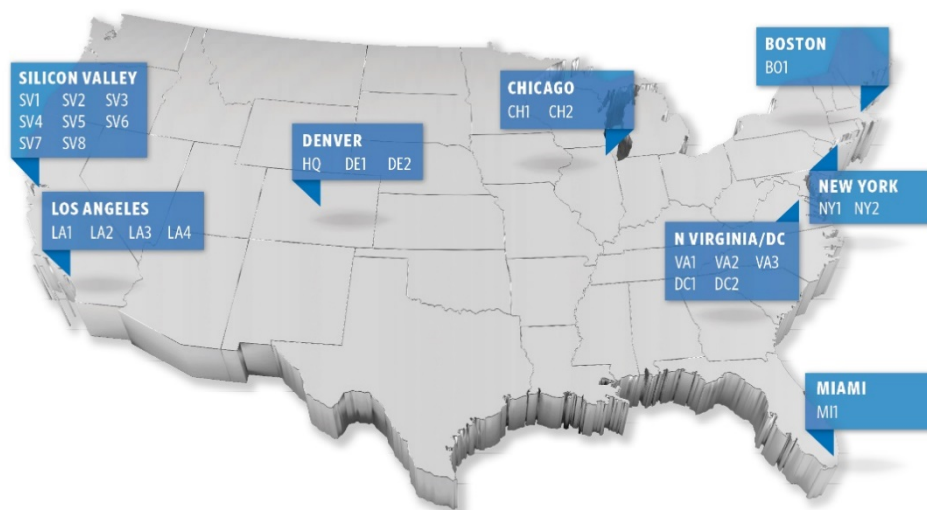 SILICON VALLEY
SV1 SV2 SV3
SV4 SV5 SV6
SV7 SV8
LOS ANGELES
LA1 LA2 LA3 LA4
DENVER
HQ DE1 DE2
CHICAGO
CH1 CH2
BOSTON
BO1
NEW YORK
NY1 NY2
N VIRGINIA/DC
VA1 VA2 VA3
DC1 DC2
MIAMI
MI1